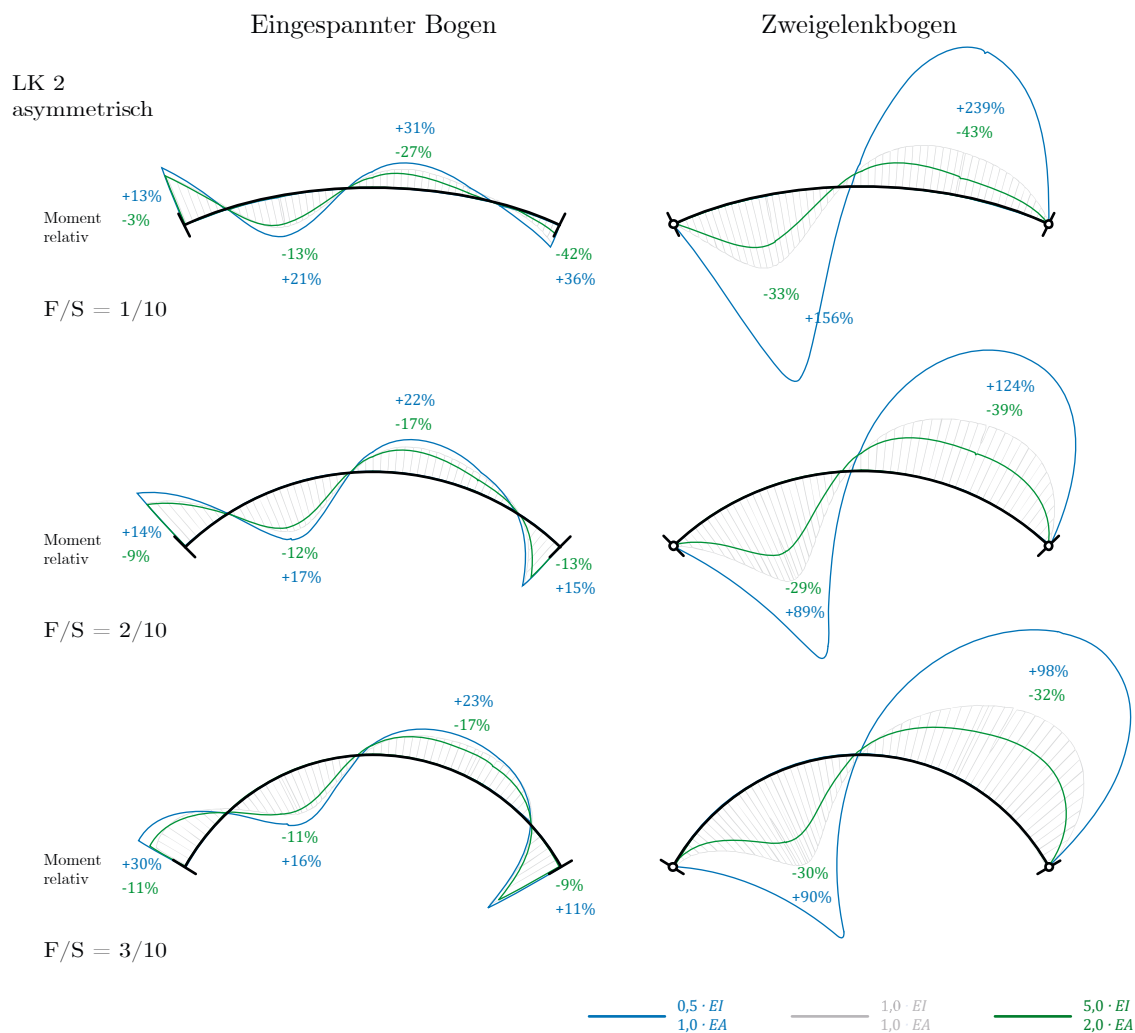 Eingespannter Bogen
Zweigelenkbogen
LK 2
asymmetrisch
+31%
-27%
+13%
-3%
Moment
relativ
-13%
+21%
-42%
+36%
+239%
-43%
-33%
+156%
F/S = 1/10
+22%
-17%
+14%
-9%
Moment
relativ
-12%
+17%
-13%
+15%
+124%
-39%
-29%
+89%
F/S = 2/10
+23%
-17%
Moment
relativ
+30%
-11%
-11%
+16%
-9%
+11%
+98%
-32%
-30%
+90%
F/S = 3/10
0,5 · EI
1,0 · EA
1,0 · EI
1,0 · EA
5,0 · EI
2,0 · EA